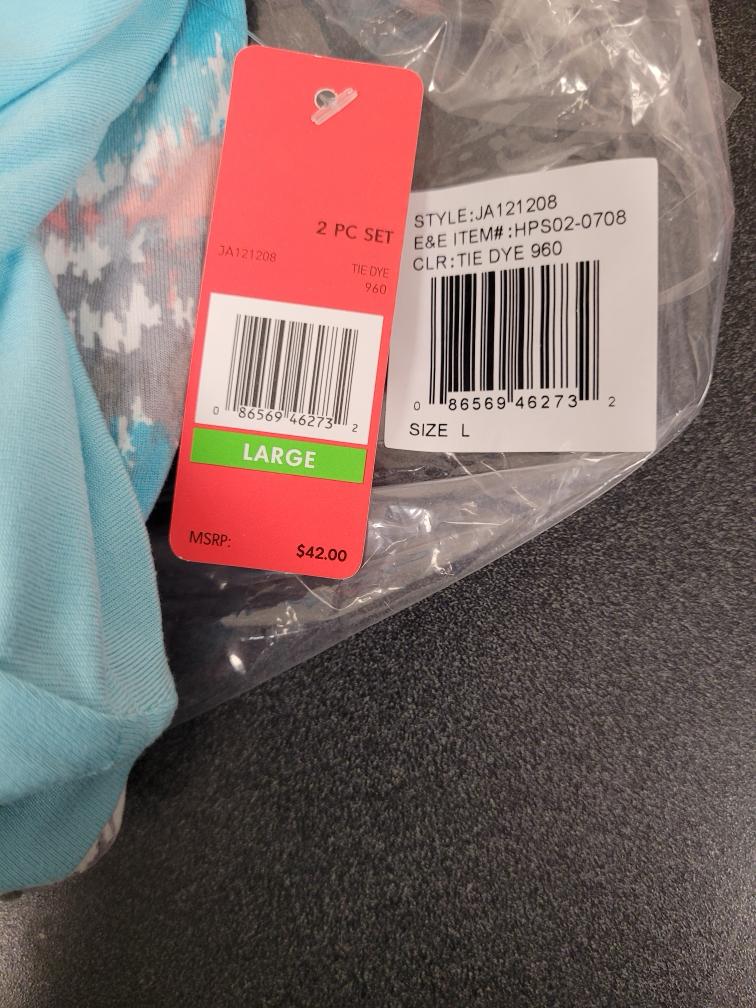 2 PC SET
JA121208
TIE DYE
960
0 86569 46273 2
LARGE
MSRP: $42.00
STYLE:JA121208
E&E ITEM#:HPS02-0708
CLR:TIE DYE 960
0 86569 46273 2
SIZE L